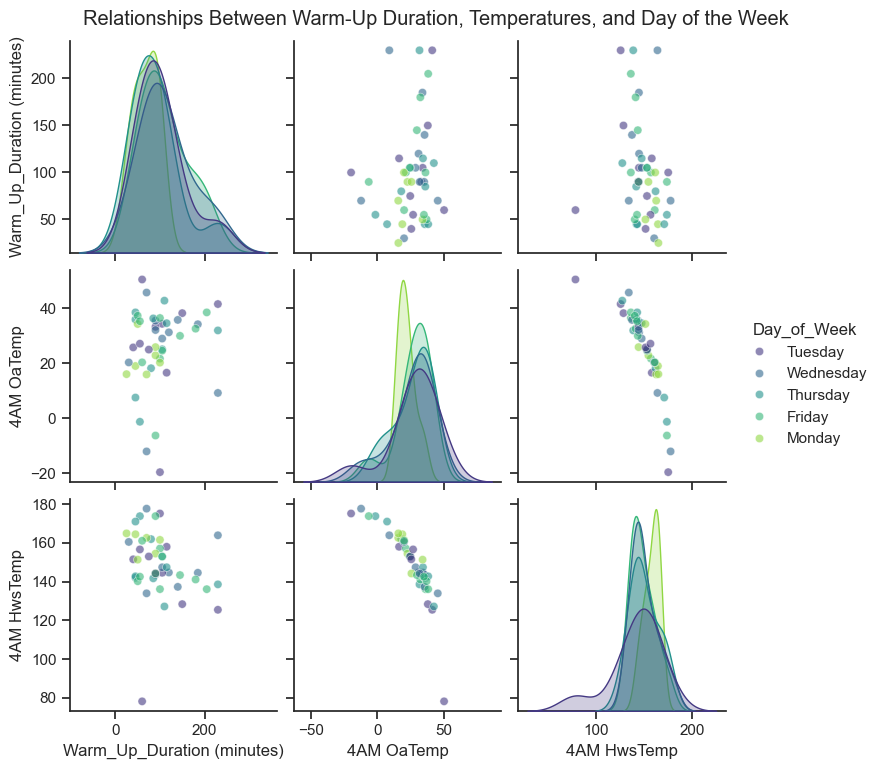 Relationships Between Warm-Up Duration, Temperatures, and Day of the Week
Warm_Up_Duration (minutes)
200
150
100
50
4AM OaTemp
40
20
0
−20
Day_of_Week
Tuesday
Wednesday
Thursday
Friday
Monday
4AM HwsTemp
180
160
140
120
100
80
0 200
−50 0 50
100 200
Warm_Up_Duration (minutes)
4AM OaTemp
4AM HwsTemp